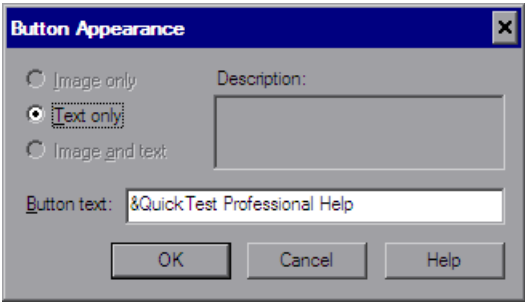 Button Appearance
Image only
Description:
Text only
Image and text
Button text: &QuickTest Professional Help
OK Cancel Help